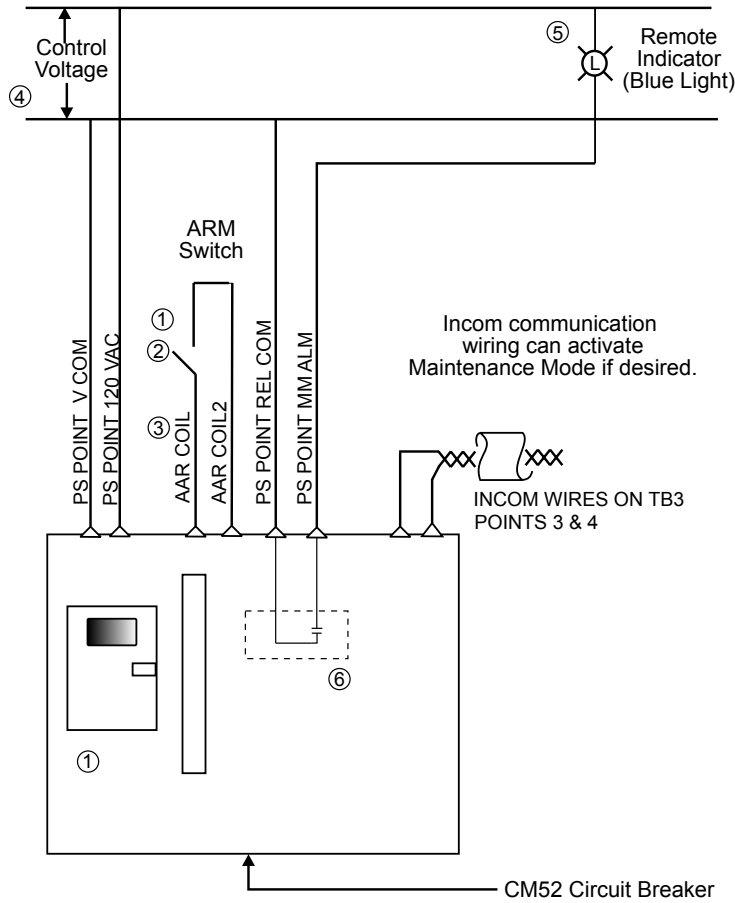 Control
Voltage
④
⑤
L
Remote
Indicator
(Blue Light)
ARM
Switch
①
②
③
PS POINT V COM
PS POINT 120 VAC
AAR COIL
AAR COIL2
PS POINT REL COM
PS POINT MM ALM
Incom communication
wiring can activate
Maintenance Mode if desired.
INCOM WIRES ON TB3
POINTS 3 & 4
⑥
①
CM52 Circuit Breaker